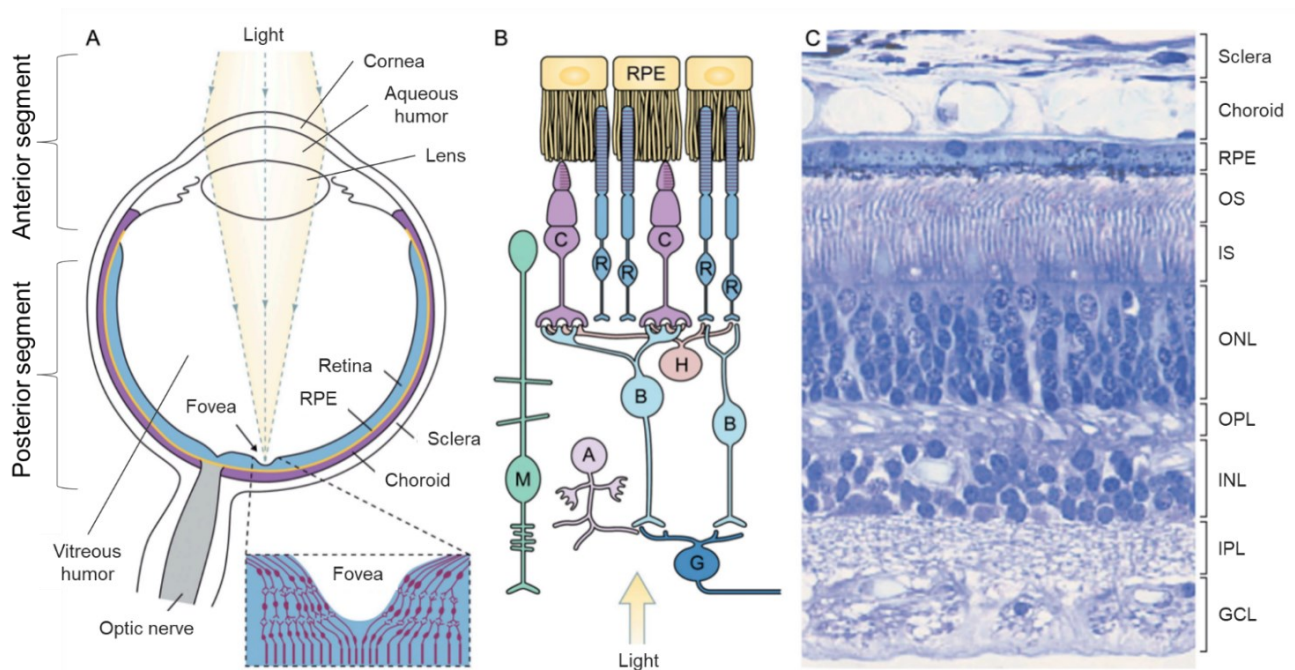 A
Light
Cornea
Aqueous
humor
Lens
Anterior segment
Posterior segment
Retina
RPE
Fovea
Sclera
Choroid
Vitreous
humor
Optic nerve
Fovea
B
RPE
C
C
R
R
R
R
H
B
B
A
M
G
Light
C
Sclera
Choroid
RPE
OS
IS
ONL
OPL
INL
IPL
GCL